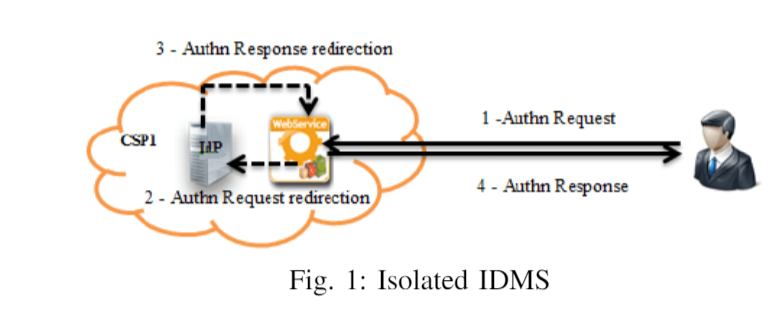 3 - Authn Response redirection
WebService
1 -Authn Request
CSP1
IdP
4 - Authn Response
2 - Authn Request redirection
Fig. 1: Isolated IDMS